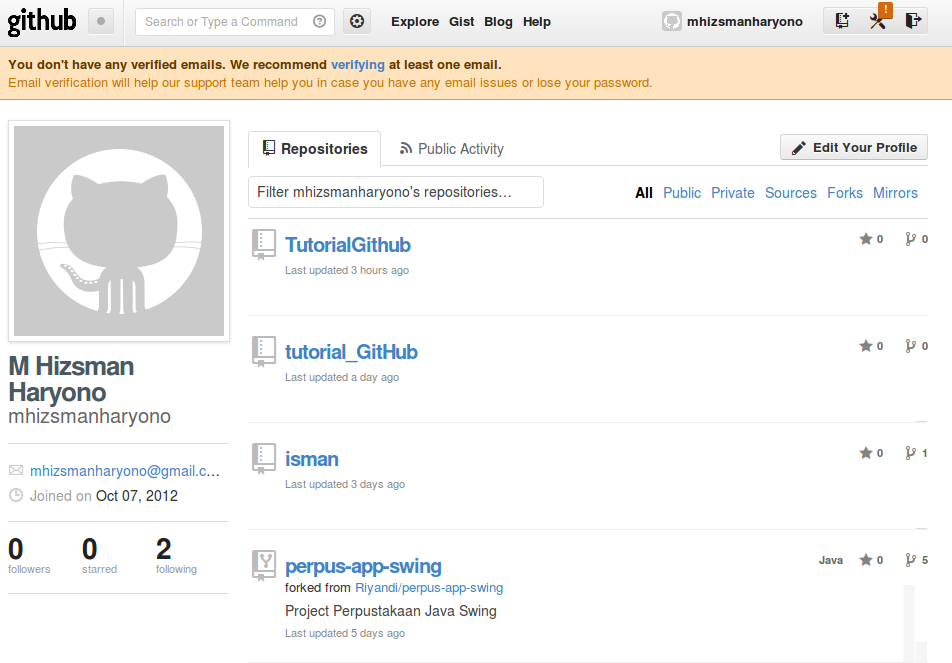 github
Search or Type a Command
Explore Gist Blog Help
mhizsmanharyono
!
You don't have any verified emails. We recommend verifying at least one email.
Email verification will help our support team help you in case you have any email issues or lose your password.
M Hizsman
Haryono
mhizsmanharyono
mhizsmanharyono@gmail.c…
Joined on Oct 07, 2012
0 0 2
followers starred following
Repositories Public Activity
Edit Your Profile
Filter mhizsmanharyono's repositories…
All Public Private Sources Forks Mirrors
TutorialGithub 0 0
Last updated 3 hours ago
tutorial_GitHub 0 0
Last updated a day ago
isman 0 1
Last updated 3 days ago
perpus-app-swing Java 0 5
forked from Riyandi/perpus-app-swing
Project Perpustakaan Java Swing
Last updated 5 days ago